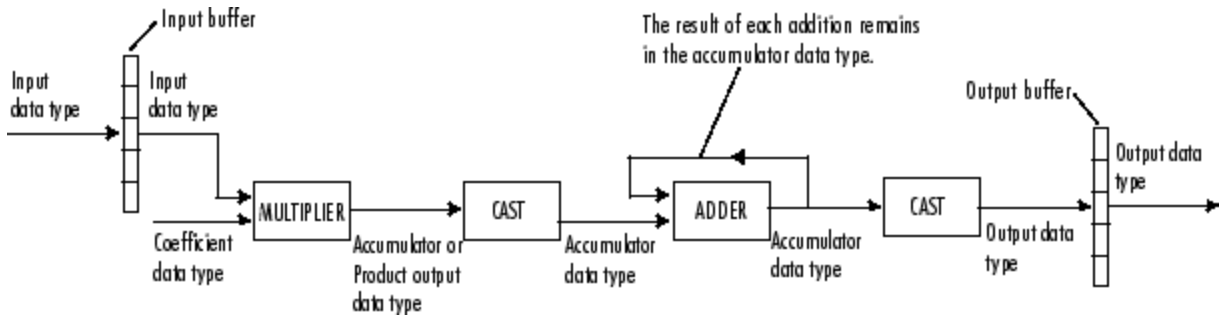 Input buffer
Input
data type
Input
data type
The result of each addition remains
in the accumulator data type.
Output buffer
Output data
type
MULTIPLIER
CAST
ADDER
CAST
Coefficient
data type
Accumulator or
Product output
data type
Accumulator
data type
Accumulator
data type
Output data
type